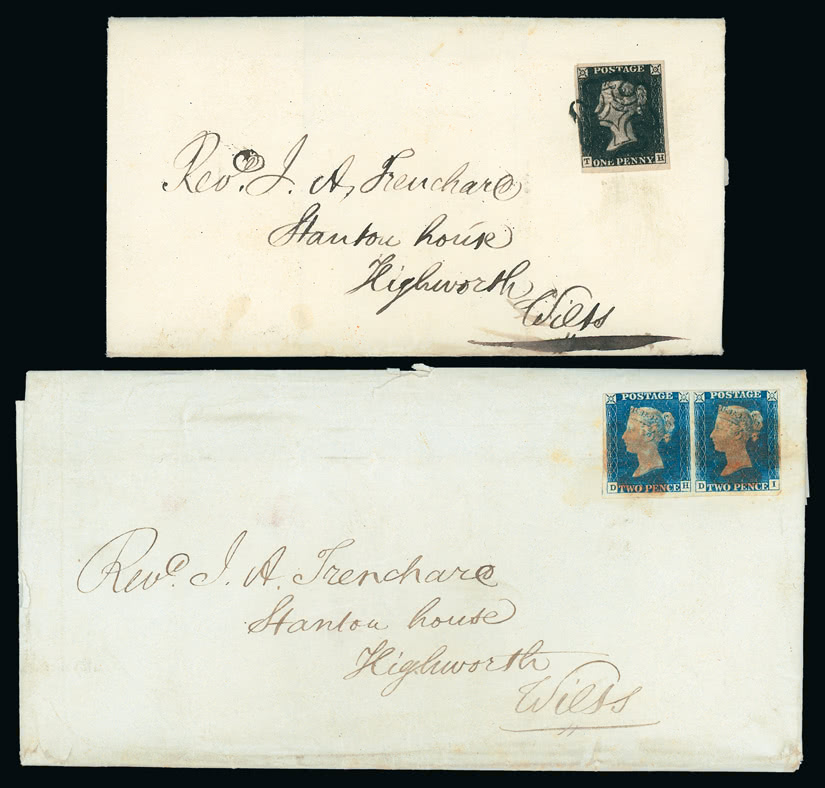 POSTAGE
T H
ONE PENNY
Revd. J. A. Trenchard
Stanton house
Highworth
Wilts
POSTAGE POSTAGE
D H D I
TWO PENCE TWO PENCE
Revd. J. A. Trenchard
Stanton house
Highworth
Wilts